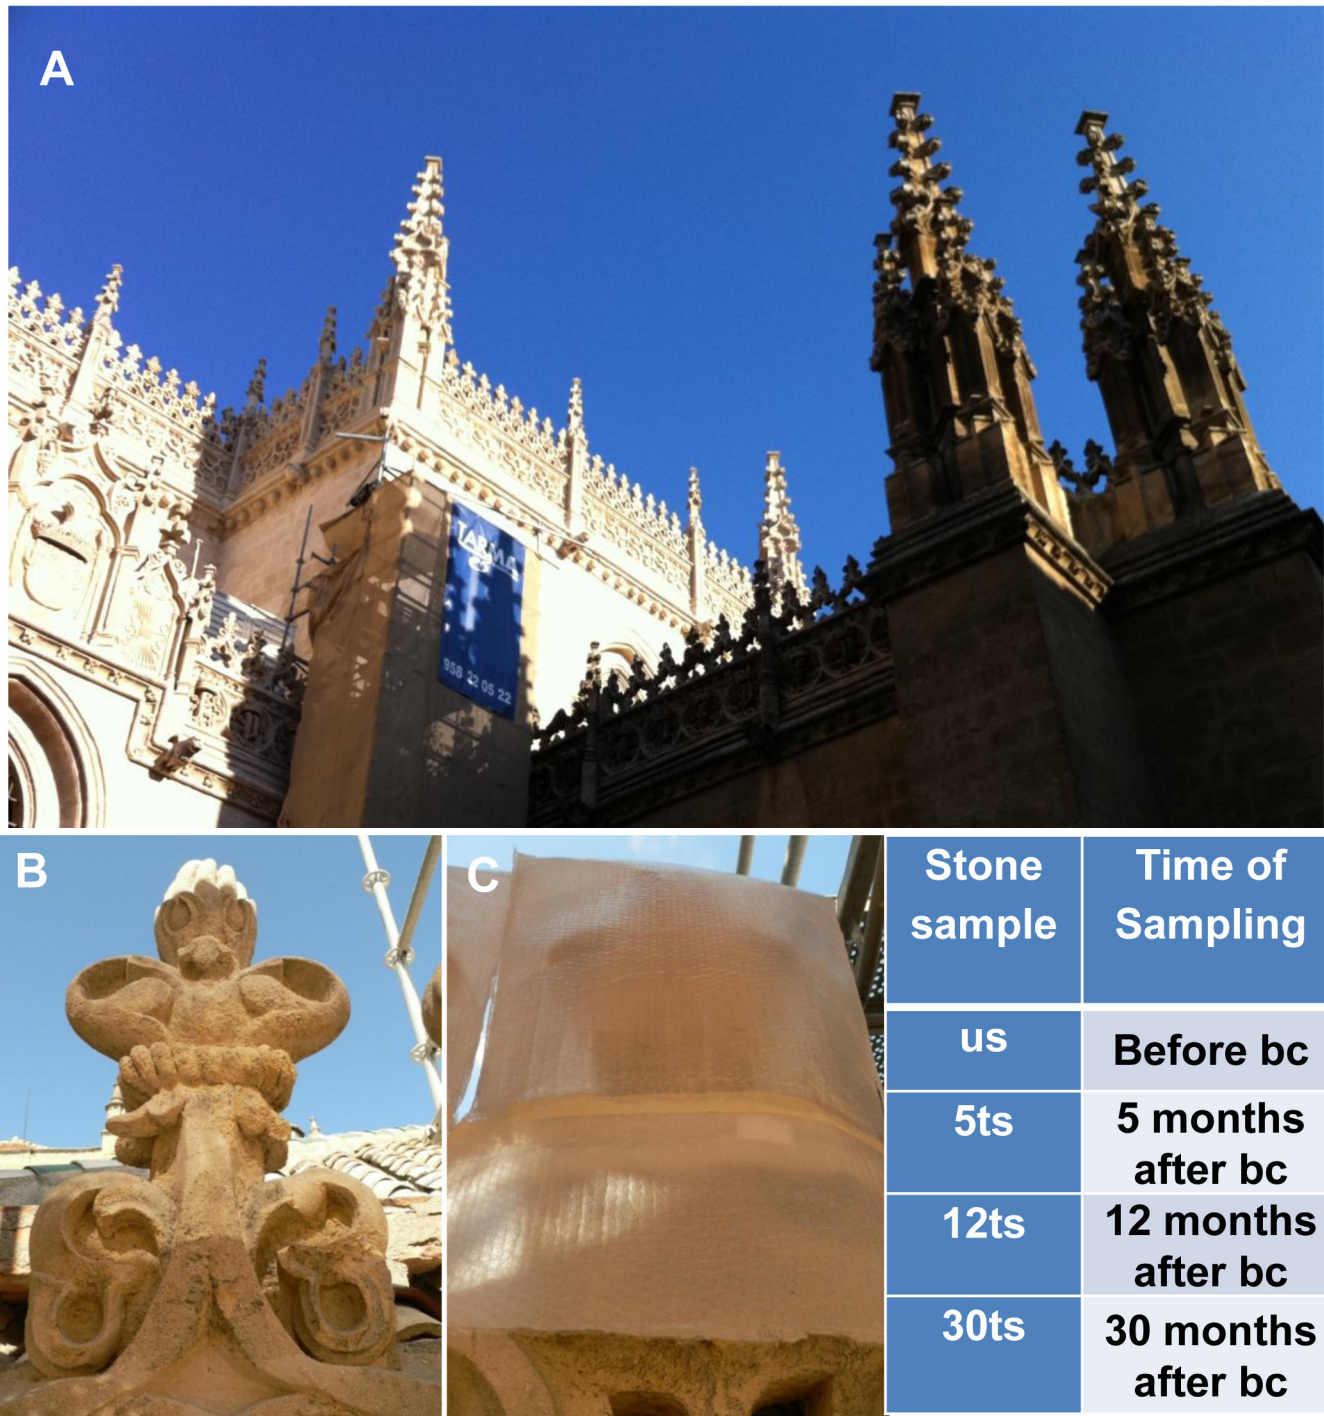 A
TARMA
958 22 05 22
B
C
Stone
sample
Time of
Sampling
us
Before bc
5ts
5 months
after bc
12ts
12 months
after bc
30ts
30 months
after bc